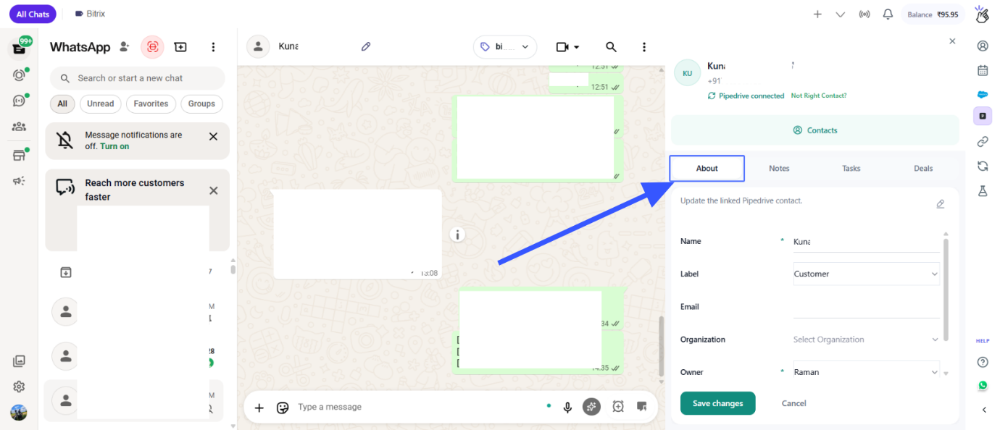 All Chats
Bitrix
Balance ₹95.95
99+
WhatsApp
Search or start a new chat
All Unread Favorites Groups
Message notifications are
off. Turn on
Reach more customers
faster
7
M
28
M
Kuna
bi
12:51
12:51
13:08
34
14:35
Type a message
KU
Kuna
+91
Pipedrive connected Not Right Contact?
Contacts
About Notes Tasks Deals
Update the linked Pipedrive contact.
Name * Kuna
Label Customer
Email
Organization Select Organization
Owner * Raman
Save changes Cancel
HELP